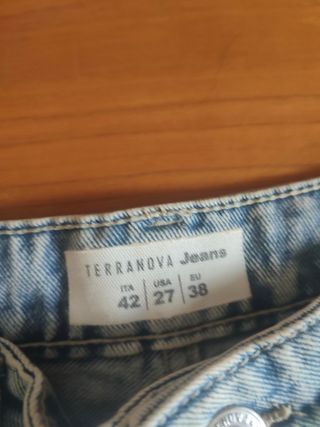 TERRANOVA Jeans
ITA USA EU
42 27 38